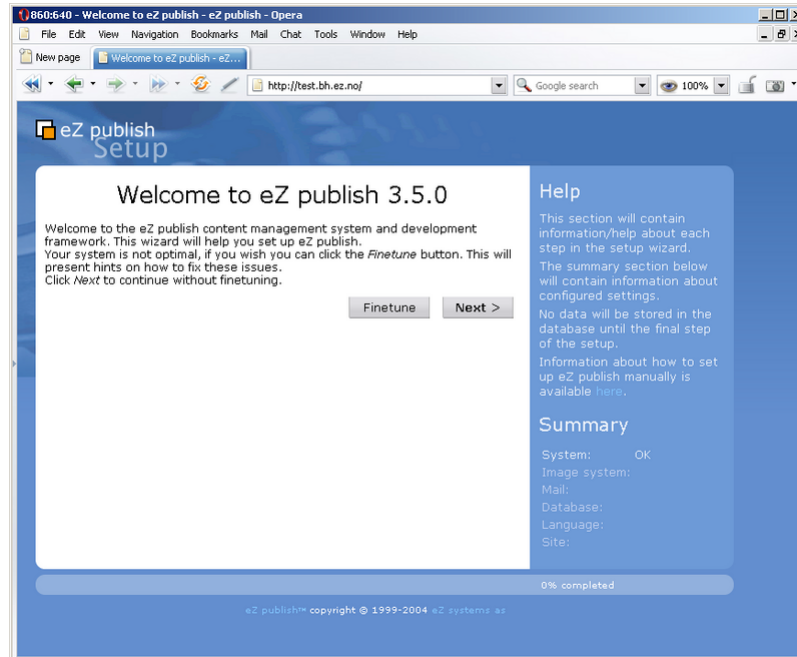 860:640 - Welcome to eZ publish - eZ publish - Opera
File Edit View Navigation Bookmarks Mail Chat Tools Window Help
New page Welcome to eZ publish - eZ...
http://test.bh.ez.no/ Google search 100%
eZ publish
Setup
Welcome to eZ publish 3.5.0
Welcome to the eZ publish content management system and development
framework. This wizard will help you set up eZ publish.
Your system is not optimal, if you wish you can click the Finetune button. This will
present hints on how to fix these issues.
Click Next to continue without finetuning.
Finetune Next >
Help
This section will contain
information/help about each
step in the setup wizard.
The summary section below
will contain information about
configured settings.
No data will be stored in the
database until the final step
of the setup.
Information about how to set
up eZ publish manually is
available here.
Summary
System: OK
Image system:
Mail:
Database:
Language:
Site:
0% completed
eZ publish™ copyright © 1999-2004 eZ systems as